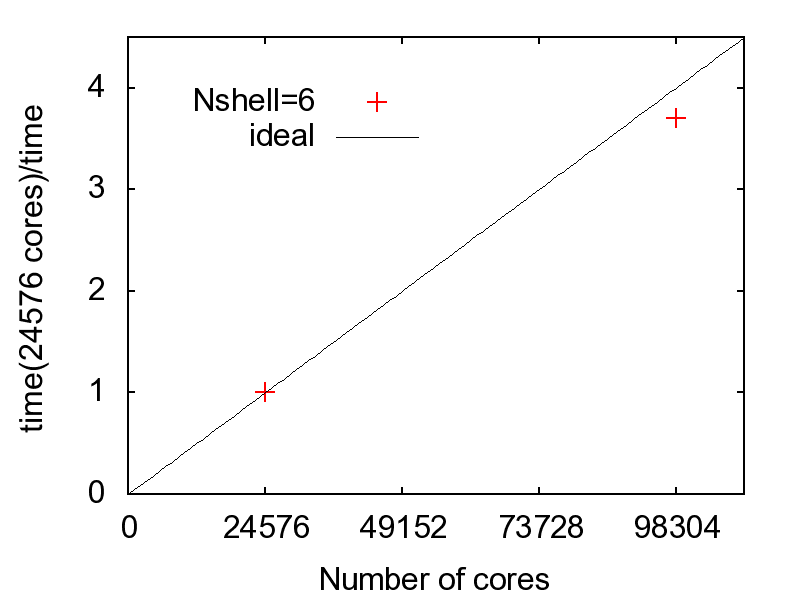 time(24576 cores)/time
4
3
2
1
0
Nshell=6
ideal
0 24576 49152 73728 98304
Number of cores